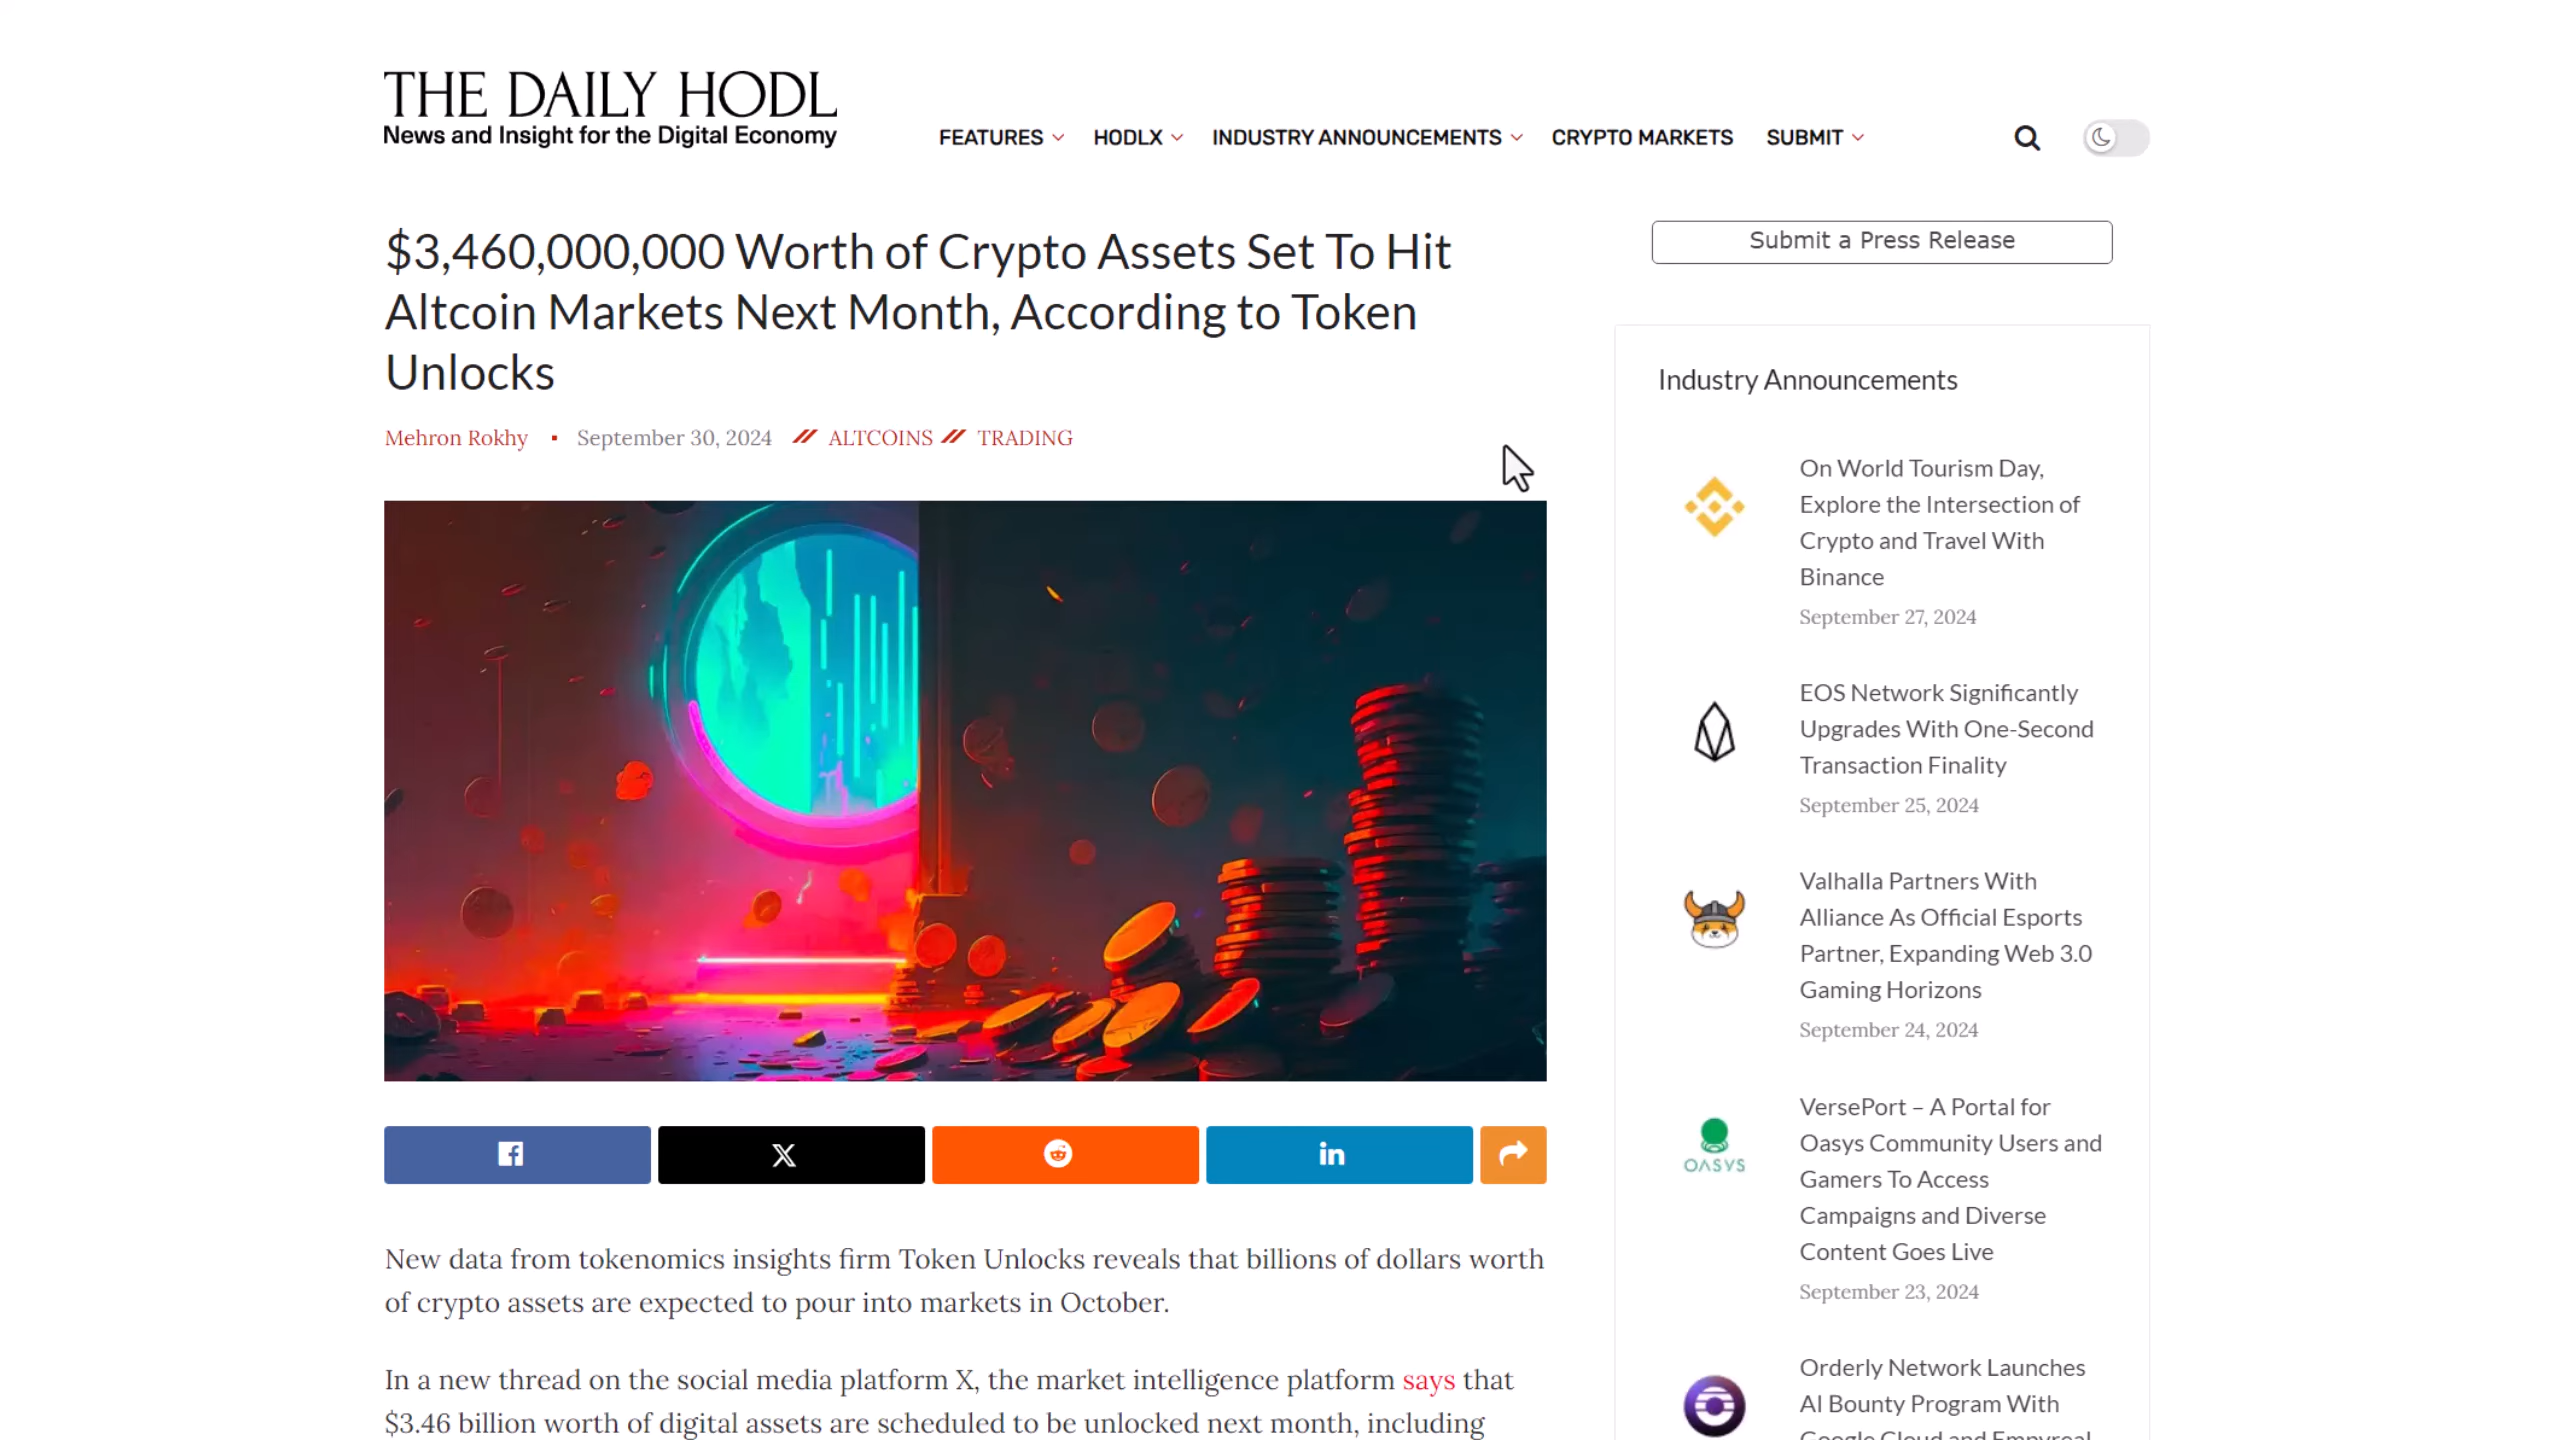 THE DAILY HODL
News and Insight for the Digital Economy
FEATURES
HODLX
INDUSTRY ANNOUNCEMENTS
CRYPTO MARKETS
SUBMIT
$3,460,000,000 Worth of Crypto Assets Set To Hit
Altcoin Markets Next Month, According to Token
Unlocks
Mehron Rokhy ▪ September 30, 2024 // ALTCOINS // TRADING
New data from tokenomics insights firm Token Unlocks reveals that billions of dollars worth
of crypto assets are expected to pour into markets in October.
In a new thread on the social media platform X, the market intelligence platform says that
$3.46 billion worth of digital assets are scheduled to be unlocked next month, including
Submit a Press Release
Industry Announcements
On World Tourism Day,
Explore the Intersection of
Crypto and Travel With
Binance
September 27, 2024
EOS Network Significantly
Upgrades With One-Second
Transaction Finality
September 25, 2024
Valhalla Partners With
Alliance As Official Esports
Partner, Expanding Web 3.0
Gaming Horizons
September 24, 2024
OASYS
VersePort – A Portal for
Oasys Community Users and
Gamers To Access
Campaigns and Diverse
Content Goes Live
September 23, 2024
Orderly Network Launches
AI Bounty Program With
Google Cloud and Empyreal